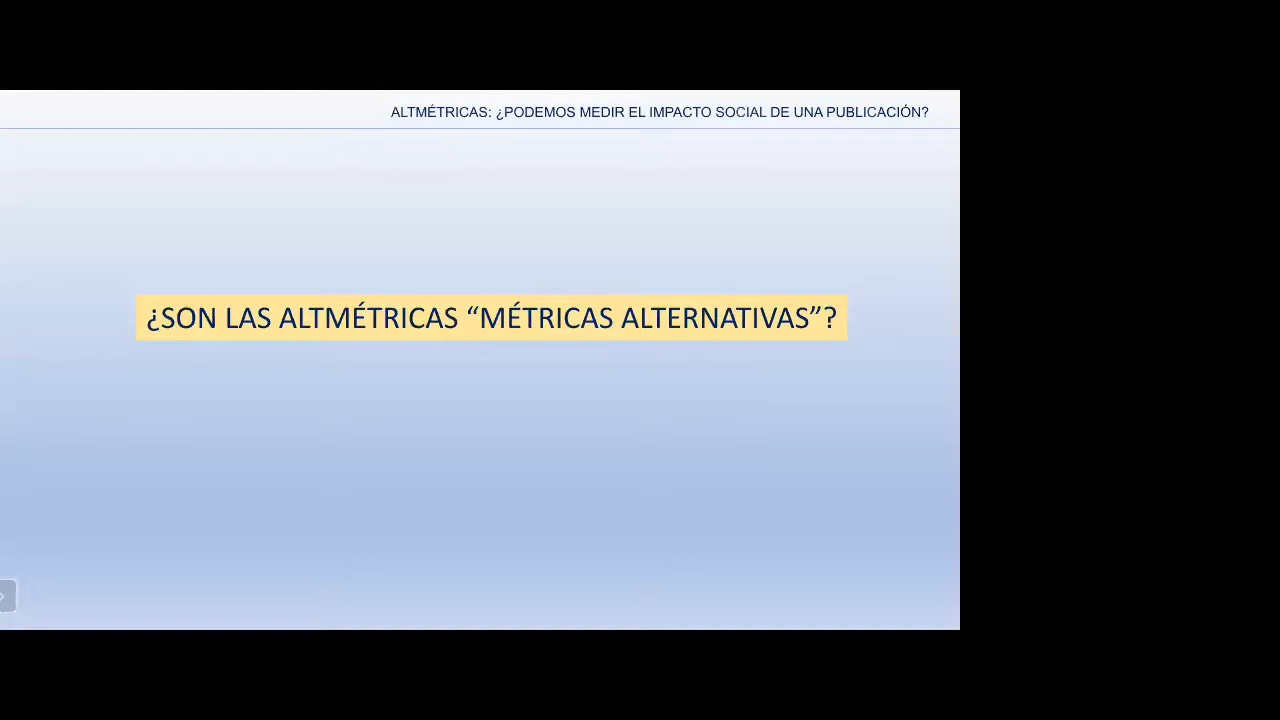 ALTMÉTRICAS: ¿PODEMOS MEDIR EL IMPACTO SOCIAL DE UNA PUBLICACIÓN?
¿SON LAS ALTMÉTRICAS “MÉTRICAS ALTERNATIVAS”?